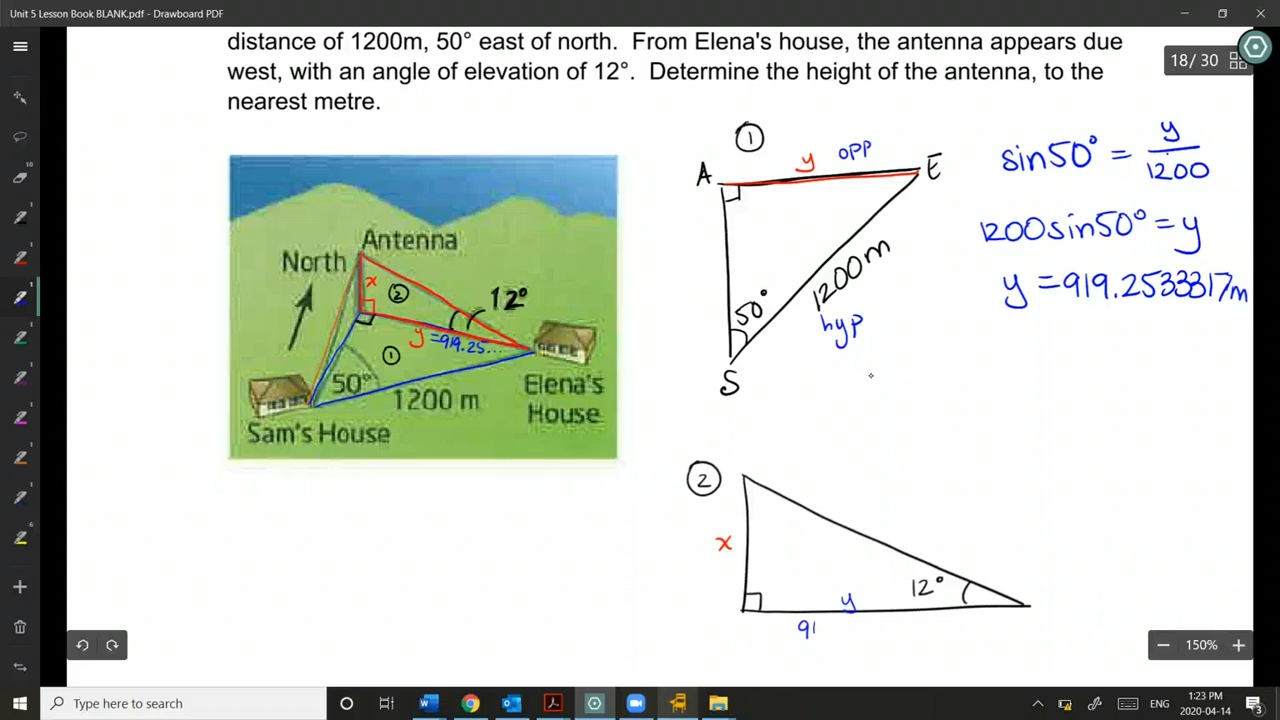 Unit 5 Lesson Book BLANK.pdf - Drawboard PDF
18 / 30
distance of 1200m, 50° east of north. From Elena's house, the antenna appears due
west, with an angle of elevation of 12°. Determine the height of the antenna, to the
nearest metre.
Antenna
North
x
②
12°
y = 919.25...
①
50°
1200 m
Elena's
House
Sam's House
①
A
y
opp
E
50°
1200m
hyp
S
sin50° = y/1200
1200sin50° = y
y = 919.2533317m
②
x
12°
y
91
150%
Type here to search
ENG
1:23 PM
2020-04-14
3